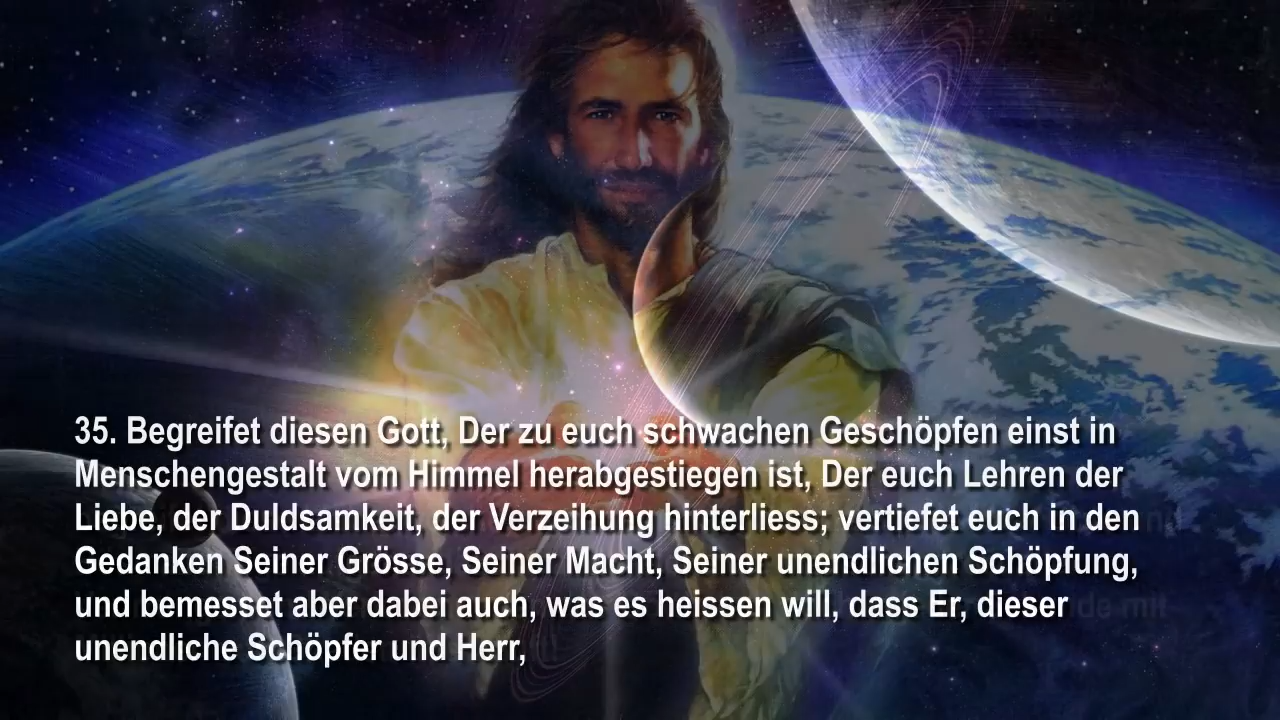 35. Begreifet diesen Gott, Der zu euch schwachen Geschöpfen einst in
Menschengestalt vom Himmel herabgestiegen ist, Der euch Lehren der
Liebe, der Duldsamkeit, der Verzeihung hinterliess; vertiefet euch in den
Gedanken Seiner Grösse, Seiner Macht, Seiner unendlichen Schöpfung,
und bemesset aber dabei auch, was es heissen will, dass Er, dieser
unendliche Schöpfer und Herr,